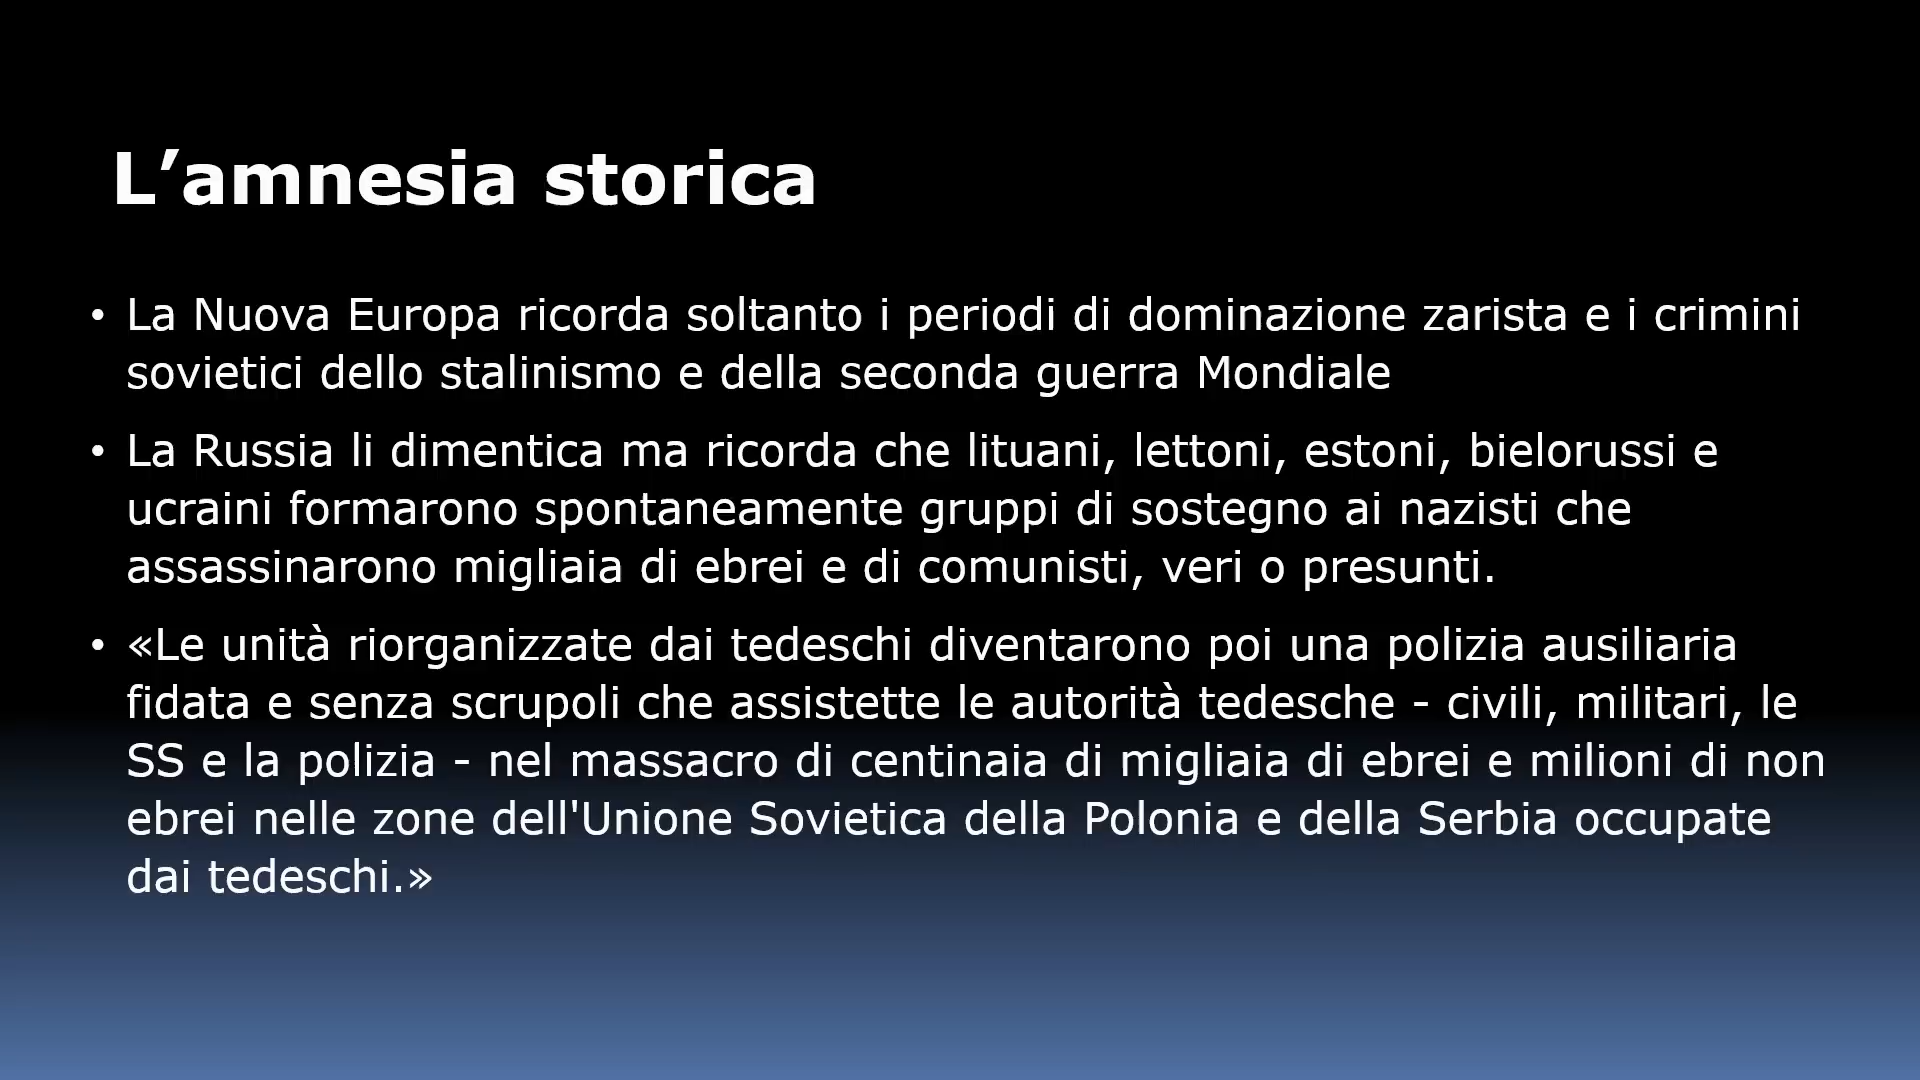 L’amnesia storica
• La Nuova Europa ricorda soltanto i periodi di dominazione zarista e i crimini
sovietici dello stalinismo e della seconda guerra Mondiale
• La Russia li dimentica ma ricorda che lituani, lettoni, estoni, bielorussi e
ucraini formarono spontaneamente gruppi di sostegno ai nazisti che
assassinarono migliaia di ebrei e di comunisti, veri o presunti.
• «Le unità riorganizzate dai tedeschi diventarono poi una polizia ausiliaria
fidata e senza scrupoli che assistette le autorità tedesche - civili, militari, le
SS e la polizia - nel massacro di centinaia di migliaia di ebrei e milioni di non
ebrei nelle zone dell'Unione Sovietica della Polonia e della Serbia occupate
dai tedeschi.»